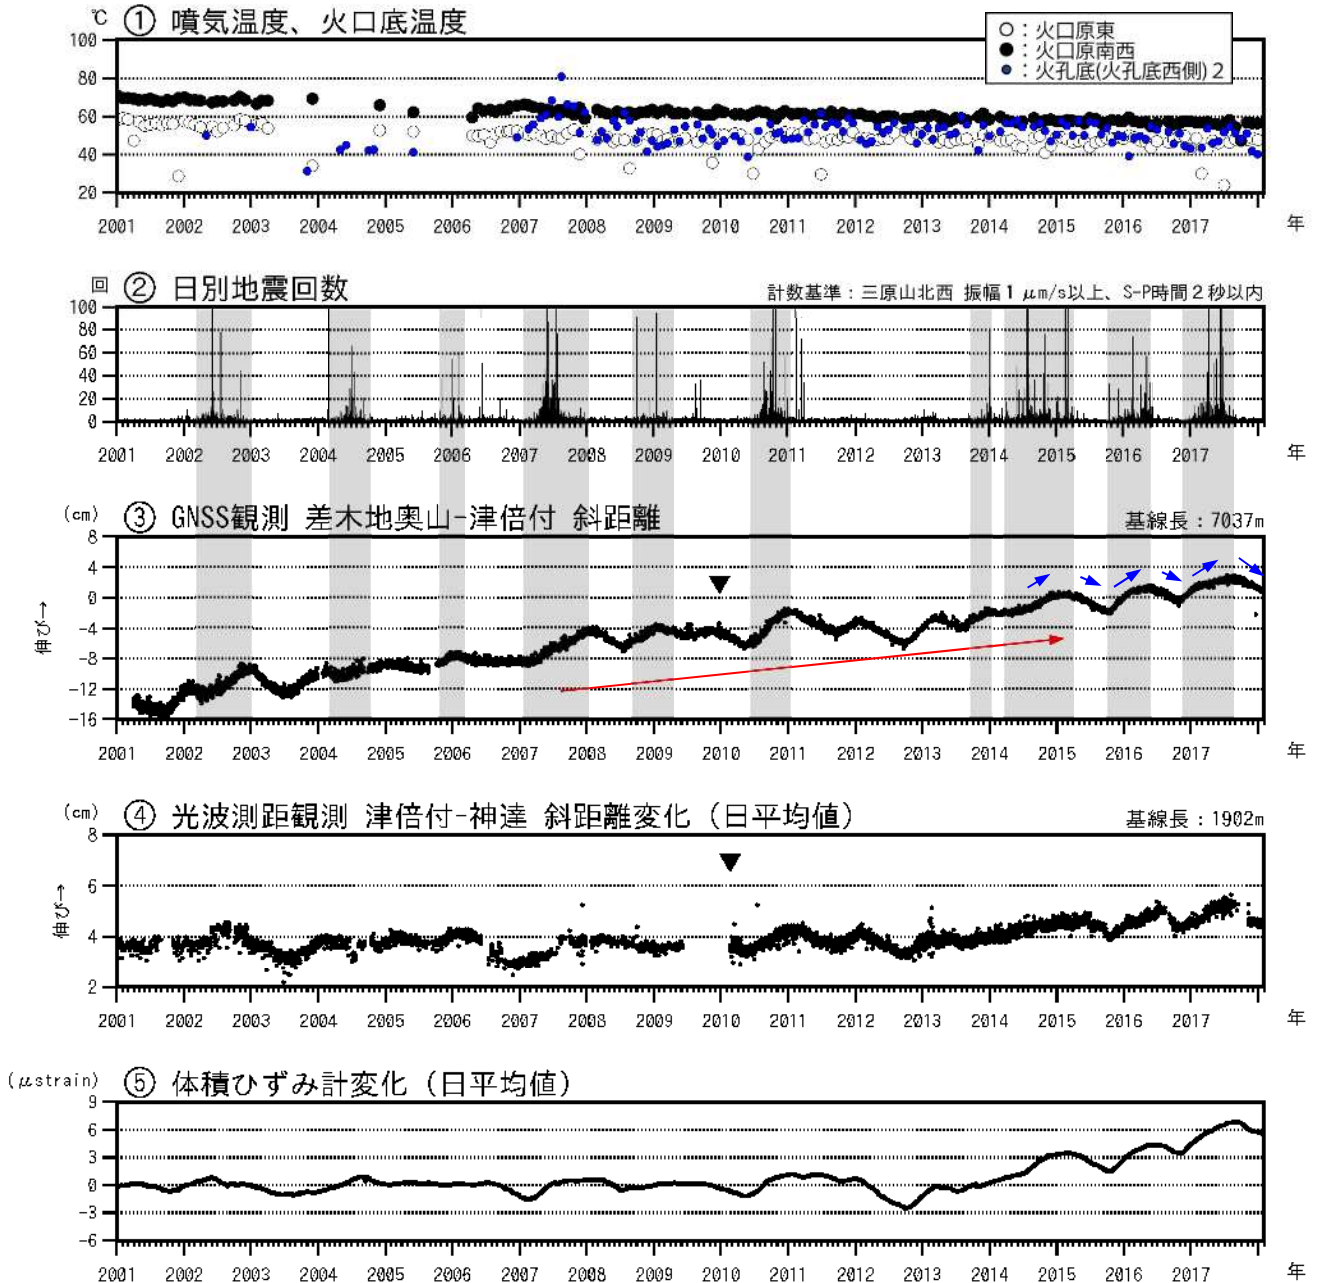 ℃ ① 噴気温度、火口底温度
○：火口原東
●：火口原南西
●：火孔底(火孔底西側)2
100
80
60
40
20
2001 2002 2003 2004 2005 2006 2007 2008 2009 2010 2011 2012 2013 2014 2015 2016 2017 年
回 ② 日別地震回数 計数基準：三原山北西 振幅1 μm/s以上、S-P時間2秒以内
100
80
60
40
20
0
2001 2002 2003 2004 2005 2006 2007 2008 2009 2010 2011 2012 2013 2014 2015 2016 2017 年
(cm) ③ GNSS観測 差木地奥山-津倍付 斜距離 基線長：7037m
8
4
0
-4
-8
-12
-16
伸び→
2001 2002 2003 2004 2005 2006 2007 2008 2009 2010 2011 2012 2013 2014 2015 2016 2017 年
(cm) ④ 光波測距観測 津倍付-神達 斜距離変化（日平均値） 基線長：1902m
8
6
4
2
伸び→
2001 2002 2003 2004 2005 2006 2007 2008 2009 2010 2011 2012 2013 2014 2015 2016 2017 年
(μstrain) ⑤ 体積ひずみ計変化（日平均値）
9
6
3
0
-3
-6
2001 2002 2003 2004 2005 2006 2007 2008 2009 2010 2011 2012 2013 2014 2015 2016 2017 年